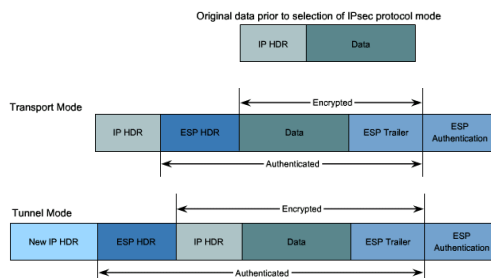 Original data prior to selection of IPsec protocol mode
IP HDR Data
Transport Mode
Encrypted
IP HDR ESP HDR Data ESP Trailer ESP Authentication
Authenticated
Tunnel Mode
Encrypted
New IP HDR ESP HDR IP HDR Data ESP Trailer ESP Authentication
Authenticated